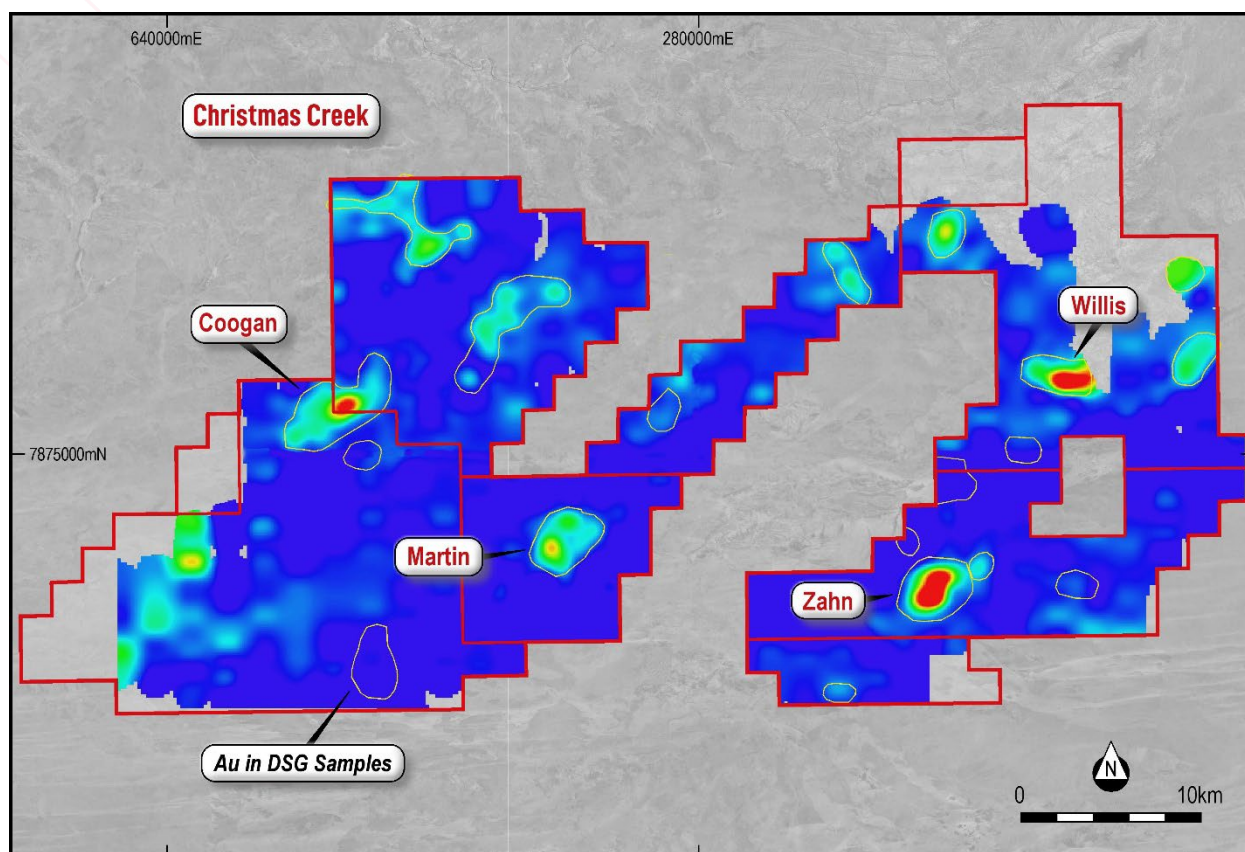 640000mE
280000mE
Christmas Creek
Coogan
Willis
7875000mN
Martin
Zahn
Au in DSG Samples
N
0 10km